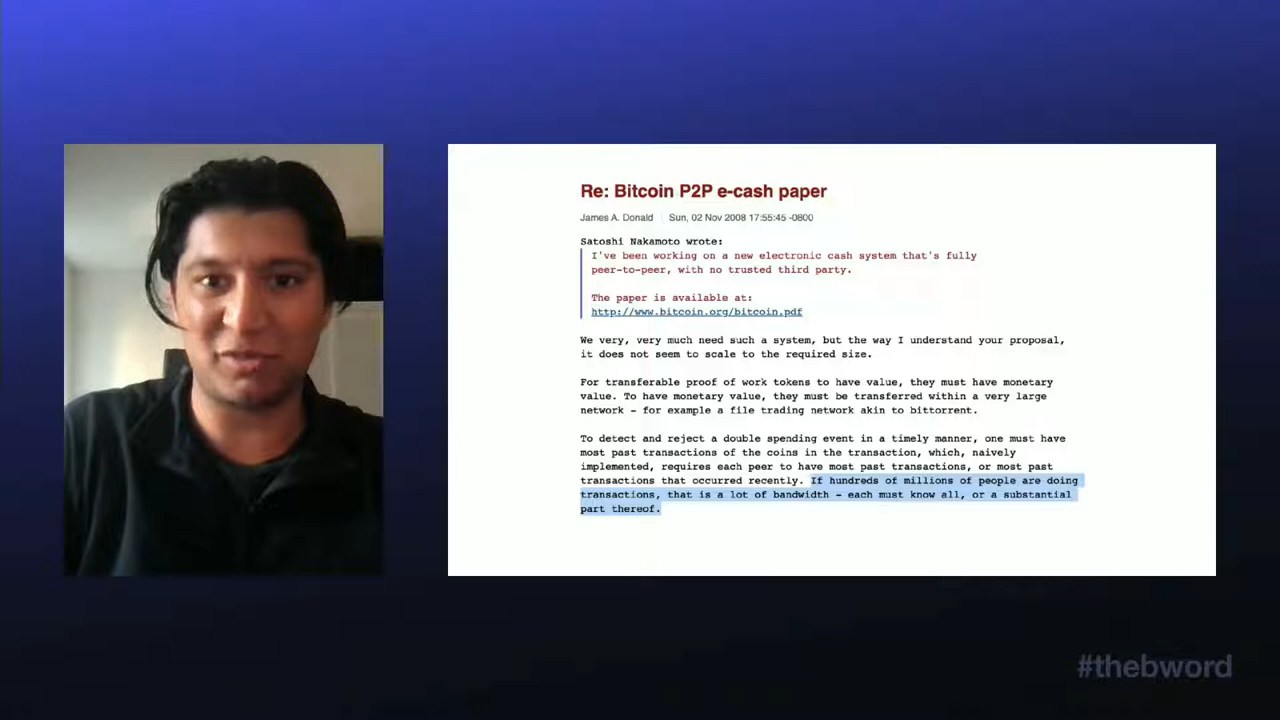 Re: Bitcoin P2P e-cash paper
James A. Donald | Sun, 02 Nov 2008 17:55:45 -0800
Satoshi Nakamoto wrote:
I've been working on a new electronic cash system that's fully
peer-to-peer, with no trusted third party.
The paper is available at:
http://www.bitcoin.org/bitcoin.pdf
We very, very much need such a system, but the way I understand your proposal,
it does not seem to scale to the required size.
For transferable proof of work tokens to have value, they must have monetary
value. To have monetary value, they must be transferred within a very large
network - for example a file trading network akin to bittorrent.
To detect and reject a double spending event in a timely manner, one must have
most past transactions of the coins in the transaction, which, naively
implemented, requires each peer to have most past transactions, or most past
transactions that occurred recently. If hundreds of millions of people are doing
transactions, that is a lot of bandwidth - each must know all, or a substantial
part thereof.
#thebword